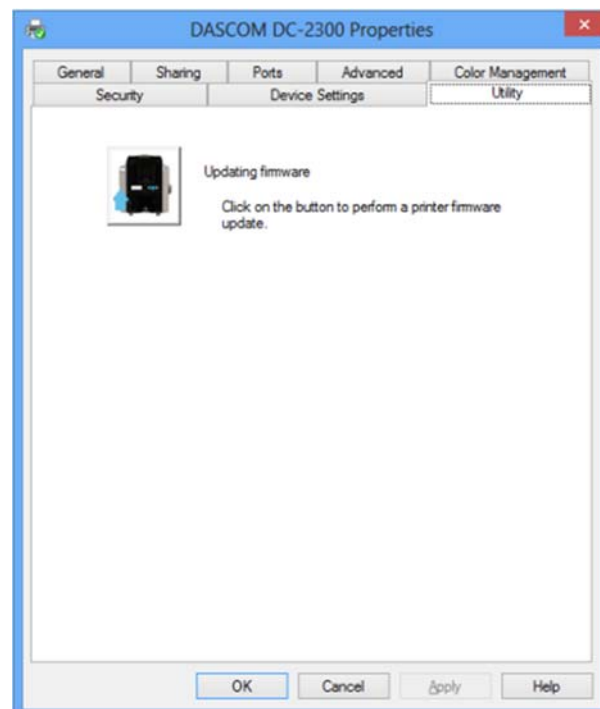 DASCOM DC-2300 Properties
General Sharing Ports Advanced Color Management
Security Device Settings Utility
Updating firmware
Click on the button to perform a printer firmware
update.
OK Cancel Apply Help